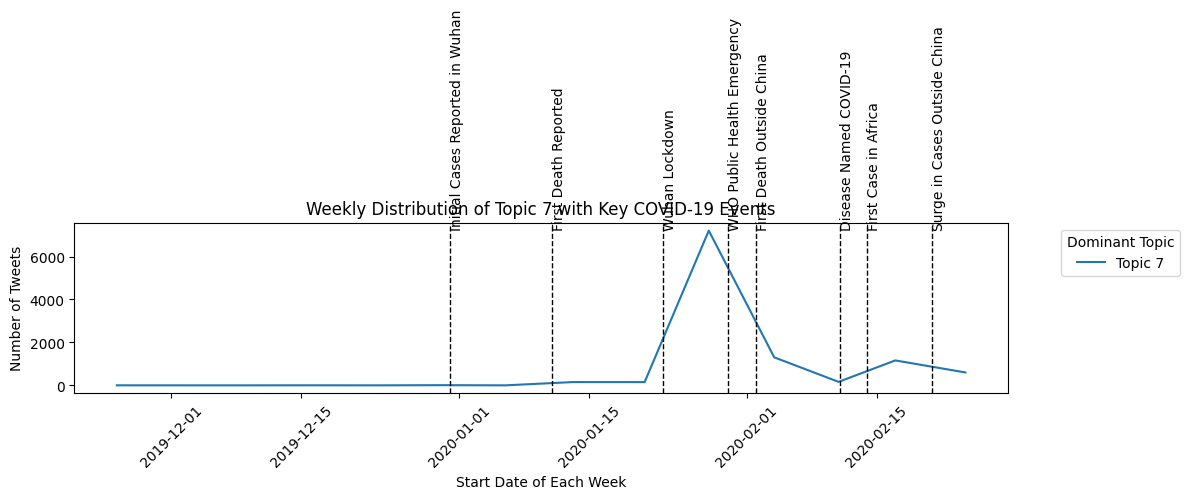 Initial Cases Reported in Wuhan
First Death Reported
Wuhan Lockdown
WHO Public Health Emergency
First Death Outside China
Disease Named COVID-19
First Case in Africa
Surge in Cases Outside China
Weekly Distribution of Topic 7 with Key COVID-19 Events
Number of Tweets
6000
4000
2000
0
Dominant Topic
Topic 7
2019-12-01
2019-12-15
2020-01-01
2020-01-15
2020-02-01
2020-02-15
Start Date of Each Week